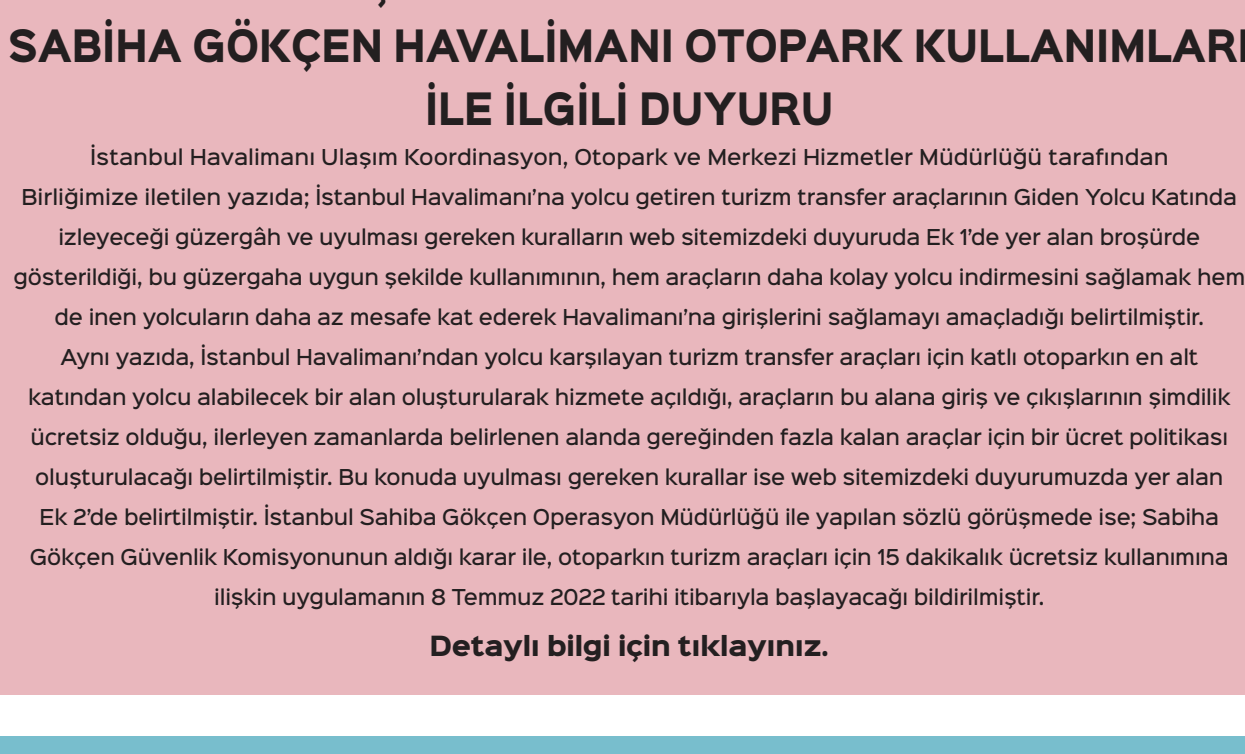 SABİHA GÖKÇEN HAVALİMANI OTOPARK KULLANIMLARI
İLE İLGİLİ DUYURU
İstanbul Havalimanı Ulaşım Koordinasyon, Otopark ve Merkezi Hizmetler Müdürlüğü tarafından
Birliğimize iletilen yazıda; İstanbul Havalimanı’na yolcu getiren turizm transfer araçlarının Giden Yolcu Katında
izleyeceği güzergâh ve uyulması gereken kuralların web sitemizdeki duyuruda Ek 1’de yer alan broşürde
gösterildiği, bu güzergaha uygun şekilde kullanımının, hem araçların daha kolay yolcu indirmesini sağlamak hem
de inen yolcuların daha az mesafe kat ederek Havalimanı’na girişlerini sağlamayı amaçladığı belirtilmiştir.
Aynı yazıda, İstanbul Havalimanı’ndan yolcu karşılayan turizm transfer araçları için katlı otoparkın en alt
katından yolcu alabilecek bir alan oluşturularak hizmete açıldığı, araçların bu alana giriş ve çıkışlarının şimdilik
ücretsiz olduğu, ilerleyen zamanlarda belirlenen alanda gereğinden fazla kalan araçlar için bir ücret politikası
oluşturulacağı belirtilmiştir. Bu konuda uyulması gereken kurallar ise web sitemizdeki duyurumuzda yer alan
Ek 2’de belirtilmiştir. İstanbul Sahiba Gökçen Operasyon Müdürlüğü ile yapılan sözlü görüşmede ise; Sabiha
Gökçen Güvenlik Komisyonunun aldığı karar ile, otoparkın turizm araçları için 15 dakikalık ücretsiz kullanımına
ilişkin uygulamanın 8 Temmuz 2022 tarihi itibarıyla başlayacağı bildirilmiştir.
Detaylı bilgi için tıklayınız.